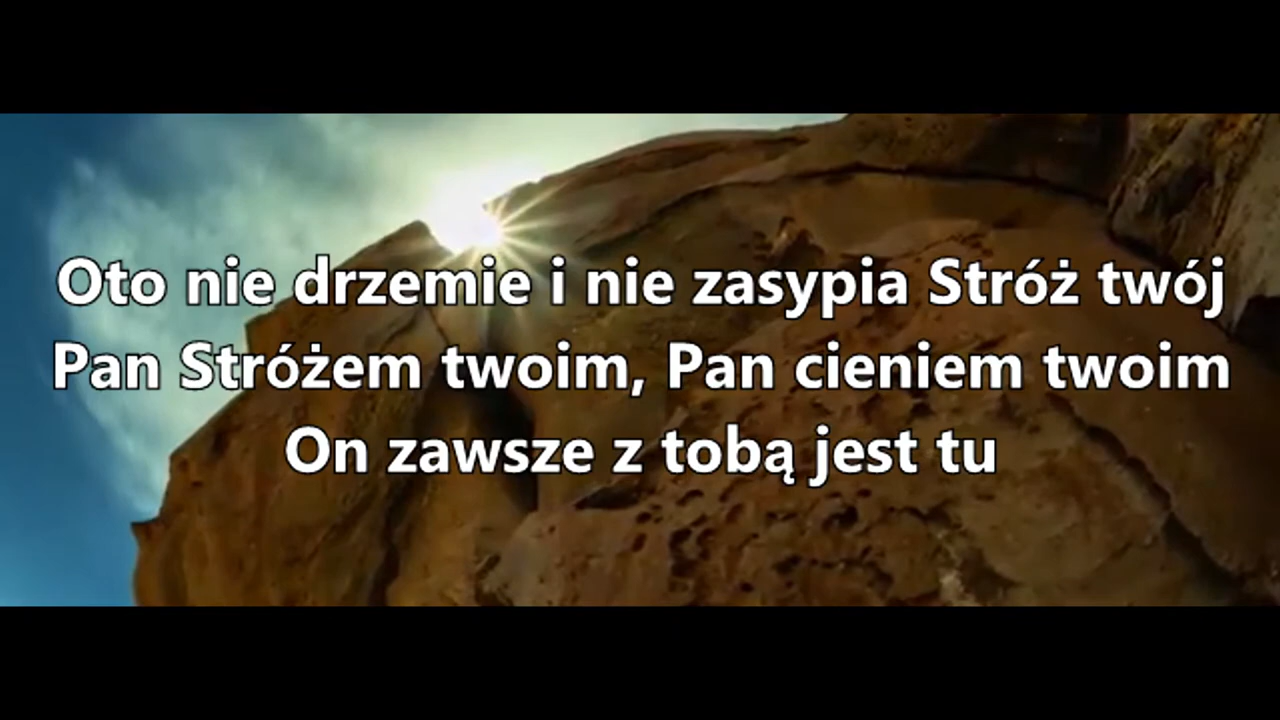 Oto nie drzemie i nie zasypia Stróż twój
Pan Stróżem twoim, Pan cieniem twoim
On zawsze z tobą jest tu